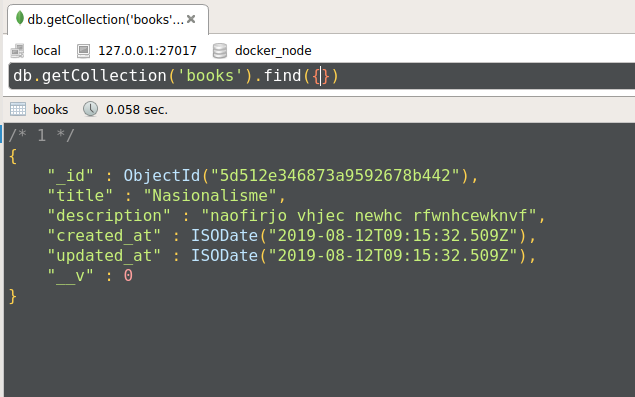 db.getCollection('books'...
local 127.0.0.1:27017 docker_node
db.getCollection('books').find({})
books 0.058 sec.
/* 1 */
{
"_id" : ObjectId("5d512e346873a9592678b442"),
"title" : "Nasionalisme",
"description" : "naofirjo vhjec newhc rfwnhcewknvf",
"created_at" : ISODate("2019-08-12T09:15:32.509Z"),
"updated_at" : ISODate("2019-08-12T09:15:32.509Z"),
"__v" : 0
}